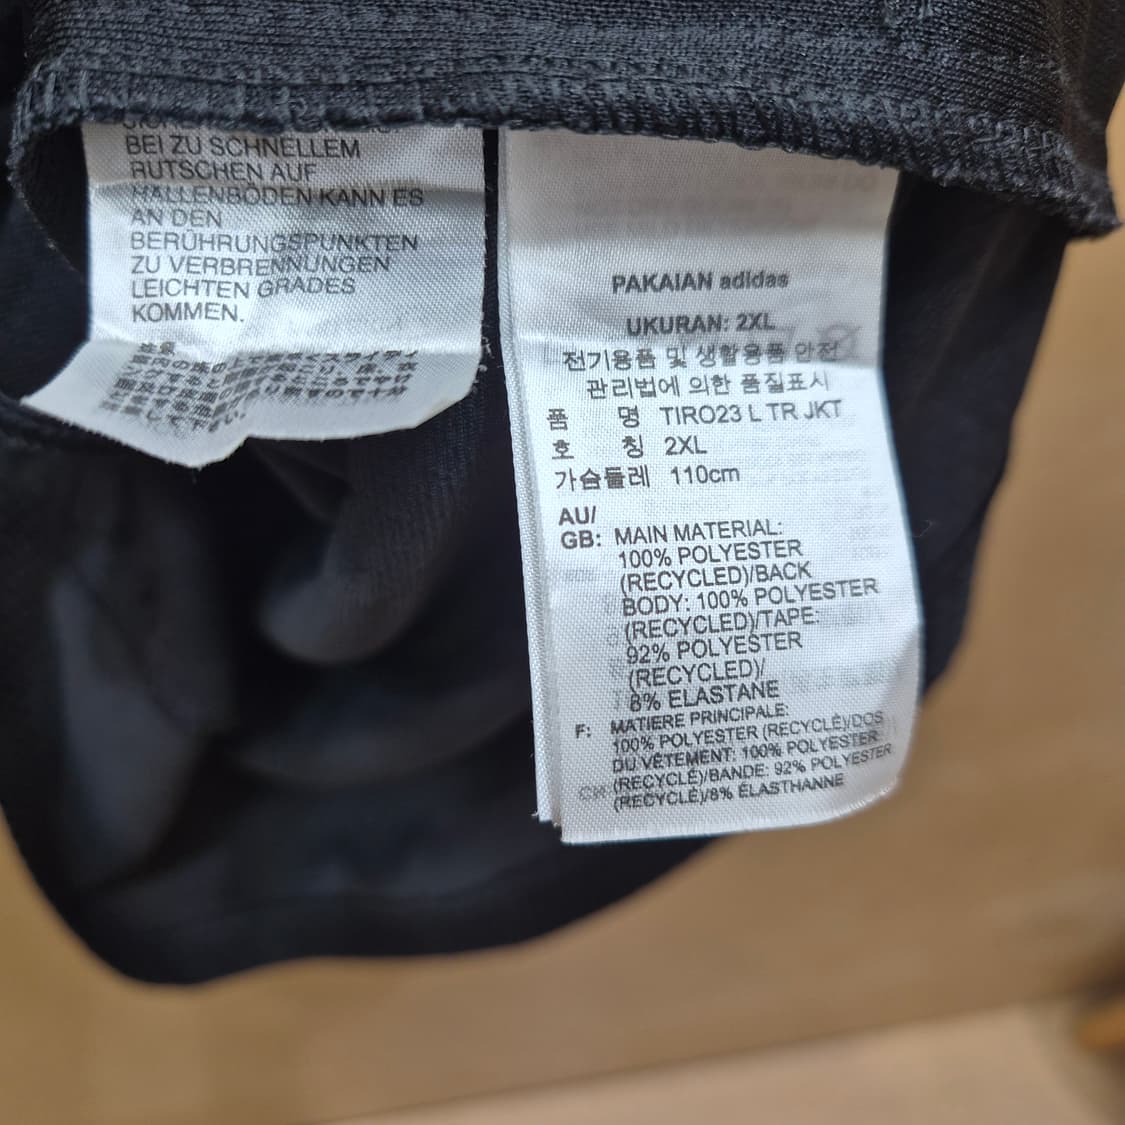 BEI ZU SCHNELLEM
RUTSCHEN AUF
HALLENBÖDEN KANN ES
AN DEN
BERÜHRUNGSPUNKTEN
ZU VERBRENNUNGEN
LEICHTEN GRADES
KOMMEN.
PAKAIAN adidas
UKURAN: 2XL
전기용품 및 생활용품 안전
관리법에 의한 품질표시
품 명 TIRO23 L TR JKT
호 칭 2XL
가슴둘레 110cm
AU/
GB: MAIN MATERIAL:
100% POLYESTER
(RECYCLED)/BACK
BODY: 100% POLYESTER
(RECYCLED)/TAPE:
92% POLYESTER
(RECYCLED)/
8% ELASTANE
F: MATIERE PRINCIPALE:
100% POLYESTER (RECYCLÉ)/DOS
DU VÊTEMENT: 100% POLYESTER
(RECYCLÉ)/BANDE: 92% POLYESTER
(RECYCLÉ)/8% ÉLASTHANNE